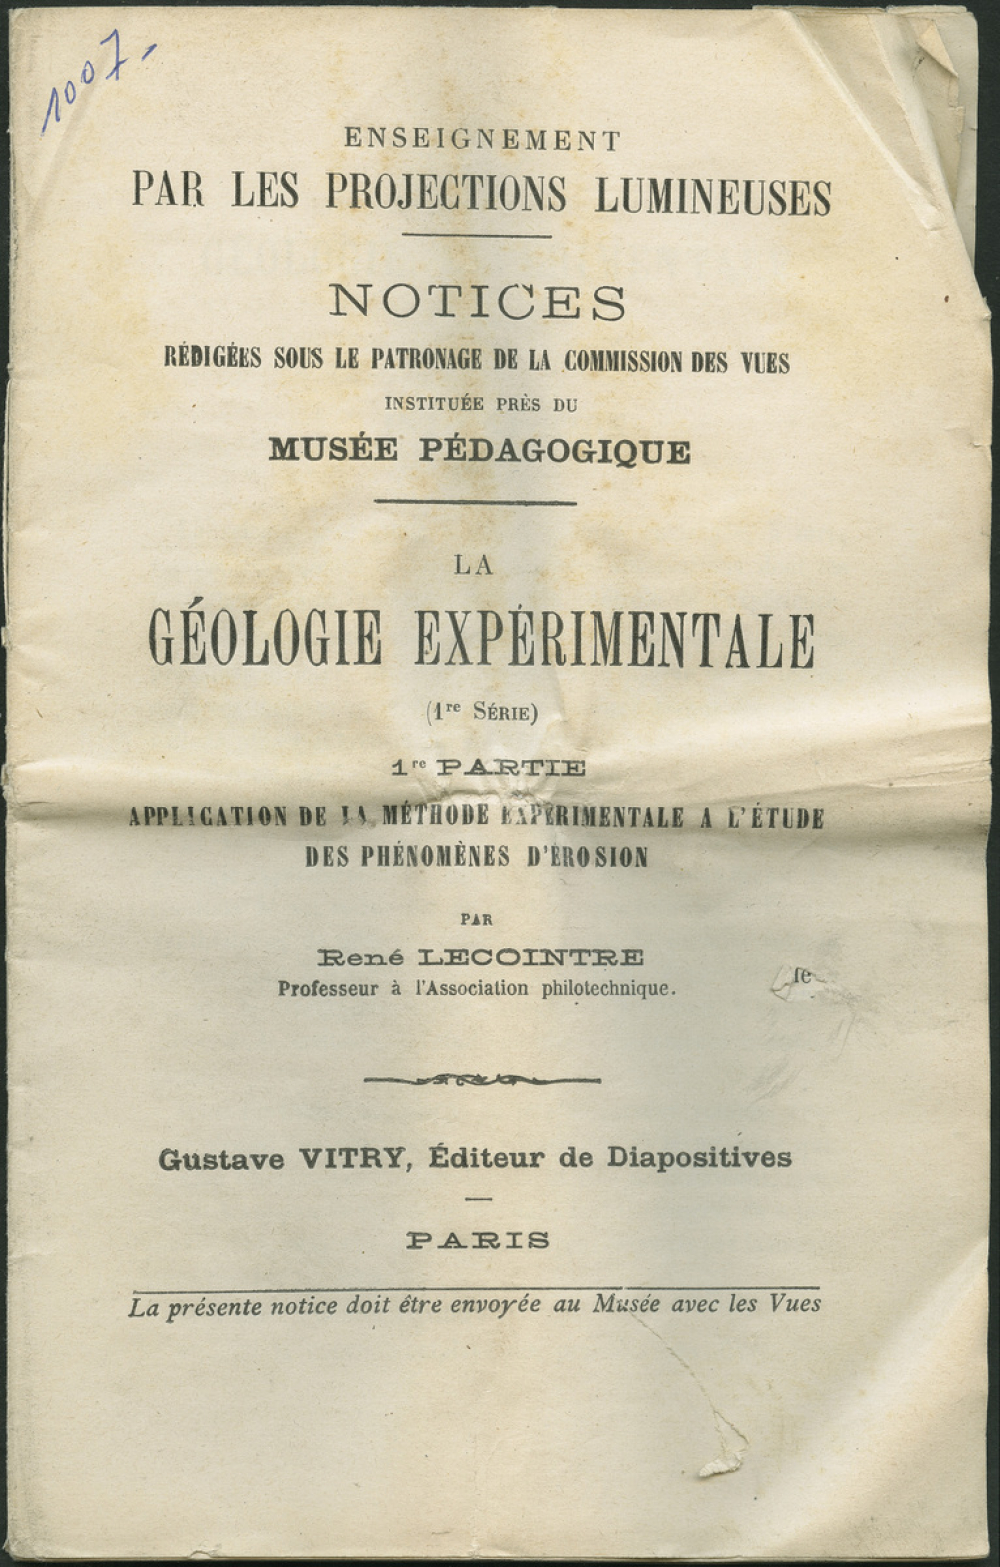 1007-
ENSEIGNEMENT
PAR LES PROJECTIONS LUMINEUSES
NOTICES
RÉDIGÉES SOUS LE PATRONAGE DE LA COMMISSION DES VUES
INSTITUÉE PRÈS DU
MUSÉE PÉDAGOGIQUE
LA
GÉOLOGIE EXPÉRIMENTALE
(1re SÉRIE)
1re PARTIE
APPLICATION DE LA MÉTHODE EXPÉRIMENTALE A L'ÉTUDE
DES PHÉNOMÈNES D'ÉROSION
PAR
René LECOINTRE
Professeur à l'Association philotechnique.
Gustave VITRY, Éditeur de Diapositives
PARIS
La présente notice doit être envoyée au Musée avec les Vues